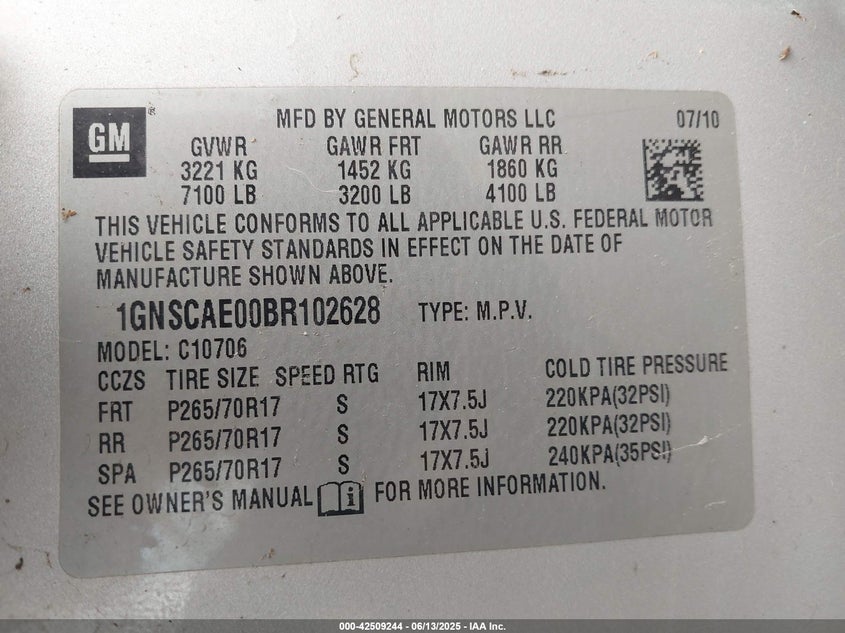 GM ®
MFD BY GENERAL MOTORS LLC 07/10
GVWR GAWR FRT GAWR RR
3221 KG 1452 KG 1860 KG
7100 LB 3200 LB 4100 LB
THIS VEHICLE CONFORMS TO ALL APPLICABLE U.S. FEDERAL MOTOR
VEHICLE SAFETY STANDARDS IN EFFECT ON THE DATE OF
MANUFACTURE SHOWN ABOVE.
1GNSCAE00BR102628 TYPE: M.P.V.
MODEL: C10706
CCZS TIRE SIZE SPEED RTG RIM COLD TIRE PRESSURE
FRT P265/70R17 S 17X7.5J 220KPA(32PSI)
RR P265/70R17 S 17X7.5J 220KPA(32PSI)
SPA P265/70R17 S 17X7.5J 240KPA(35PSI)
SEE OWNER'S MANUAL i FOR MORE INFORMATION.
000-42509244 - 06/13/2025 - IAA Inc.